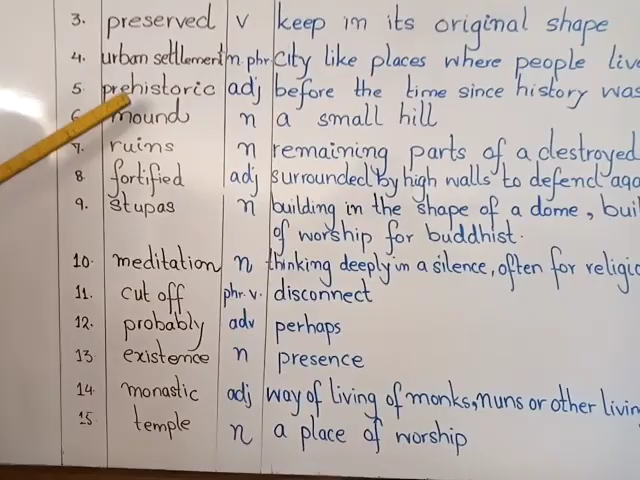 3. preserved v keep in its original shape
4. urban settlement n phr City like places where people live
5. prehistoric adj before the time since history was
6. mound n a small hill
7. ruins n remaining parts of a destroyed
8. fortified adj surrounded by high walls to defend aga
9. stupas n building in the shape of a dome, buil
of worship for buddhist.
10. meditation n thinking deeply in a silence, often for religio
11. cut off phr. v. disconnect
12. probably adv perhaps
13. existence n presence
14. monastic adj way of living of monks, nuns or other living
15 temple n a place of worship